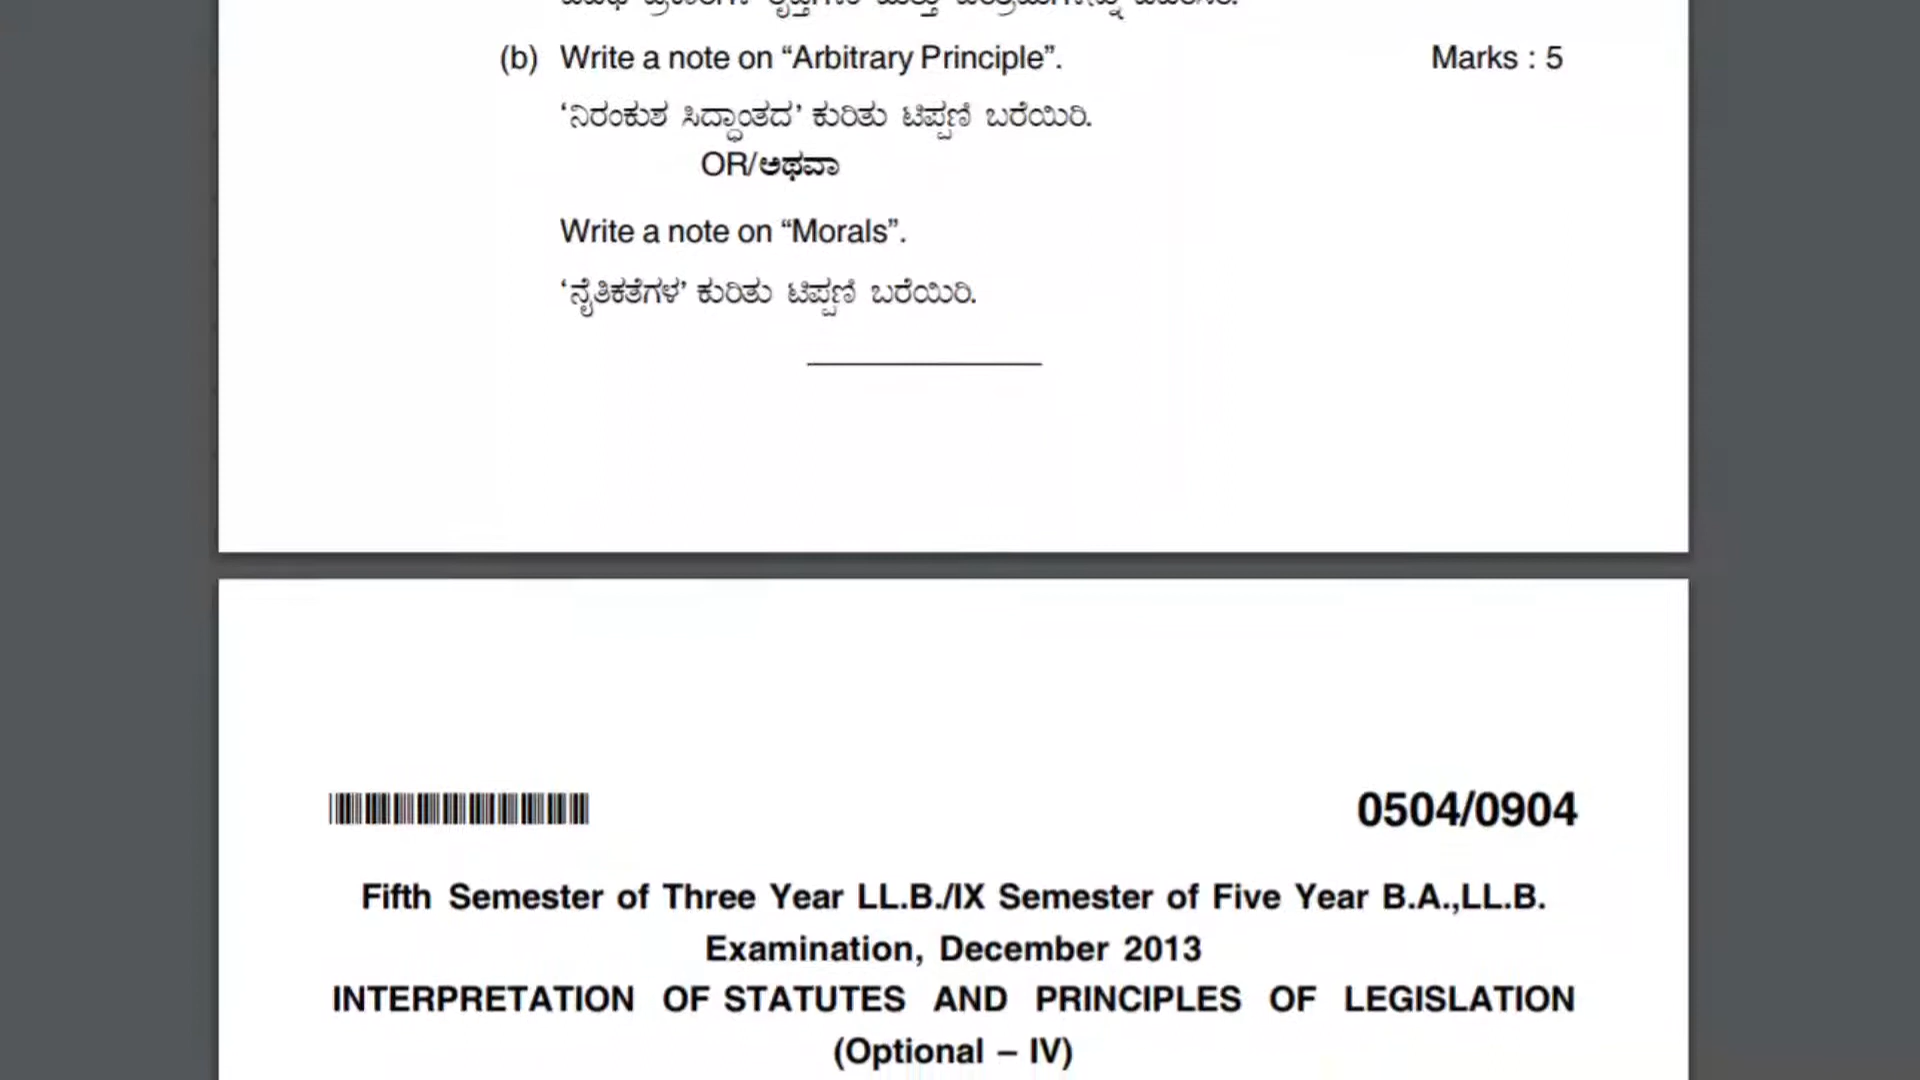 (b) Write a note on “Arbitrary Principle”. Marks : 5
‘ನಿರಂಕುಶ ಸಿದ್ಧಾಂತದ’ ಕುರಿತು ಟಿಪ್ಪಣಿ ಬರೆಯಿರಿ.
OR/ಅಥವಾ
Write a note on “Morals”.
‘ನೈತಿಕತೆಗಳ’ ಕುರಿತು ಟಿಪ್ಪಣಿ ಬರೆಯಿರಿ.
0504/0904
Fifth Semester of Three Year LL.B./IX Semester of Five Year B.A.,LL.B.
Examination, December 2013
INTERPRETATION OF STATUTES AND PRINCIPLES OF LEGISLATION
(Optional – IV)